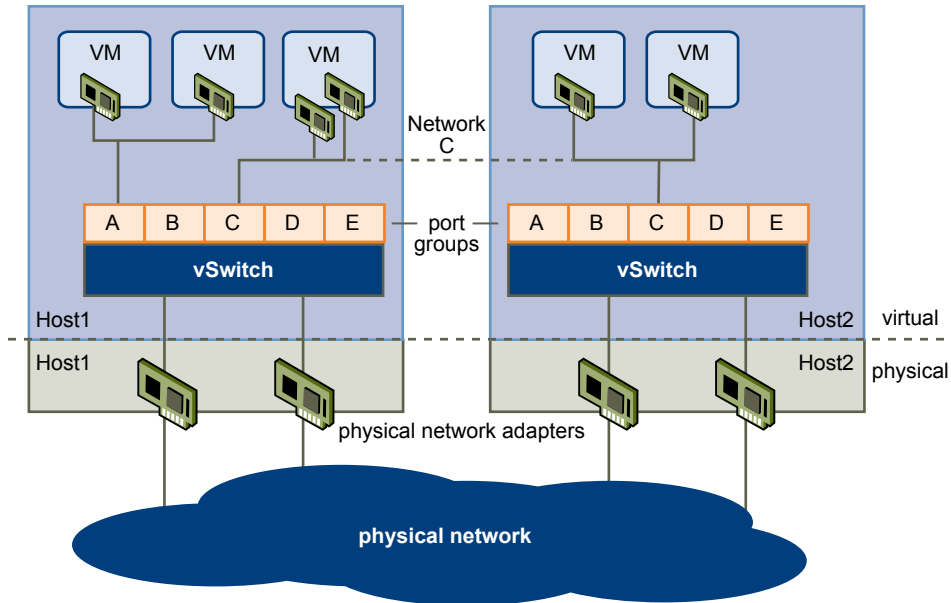 VM
VM
VM
VM
VM
Network
C
A
B
C
D
E
port
groups
A
B
C
D
E
vSwitch
vSwitch
Host1
Host2
virtual
Host1
Host2
physical
physical network adapters
physical network